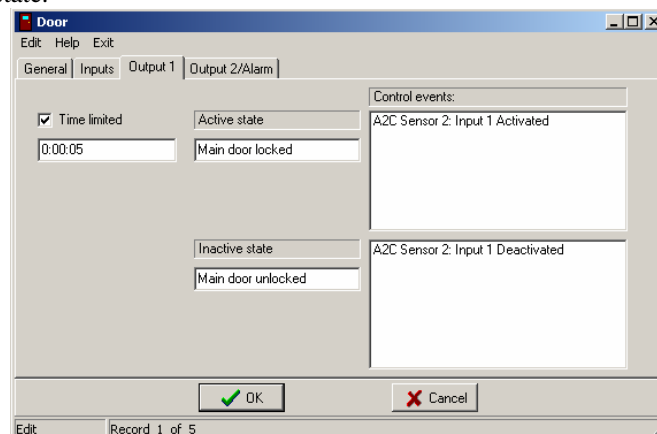 state.
Door
Edit Help Exit
General Inputs Output 1 Output 2/Alarm
Control events:
Time limited
Active state
A2C Sensor 2: Input 1 Activated
0:00:05
Main door locked
Inactive state
A2C Sensor 2: Input 1 Deactivated
Main door unlocked
OK Cancel
Edit Record 1 of 5